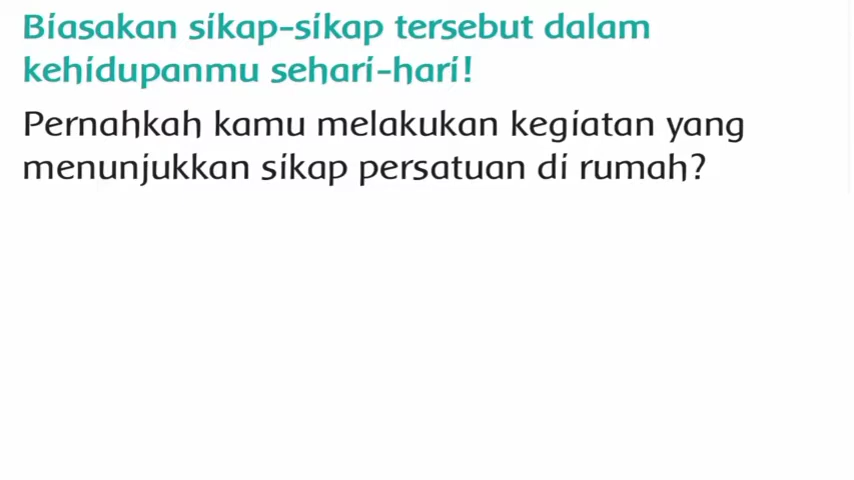 Biasakan sikap-sikap tersebut dalam
kehidupanmu sehari-hari!
Pernahkah kamu melakukan kegiatan yang
menunjukkan sikap persatuan di rumah?